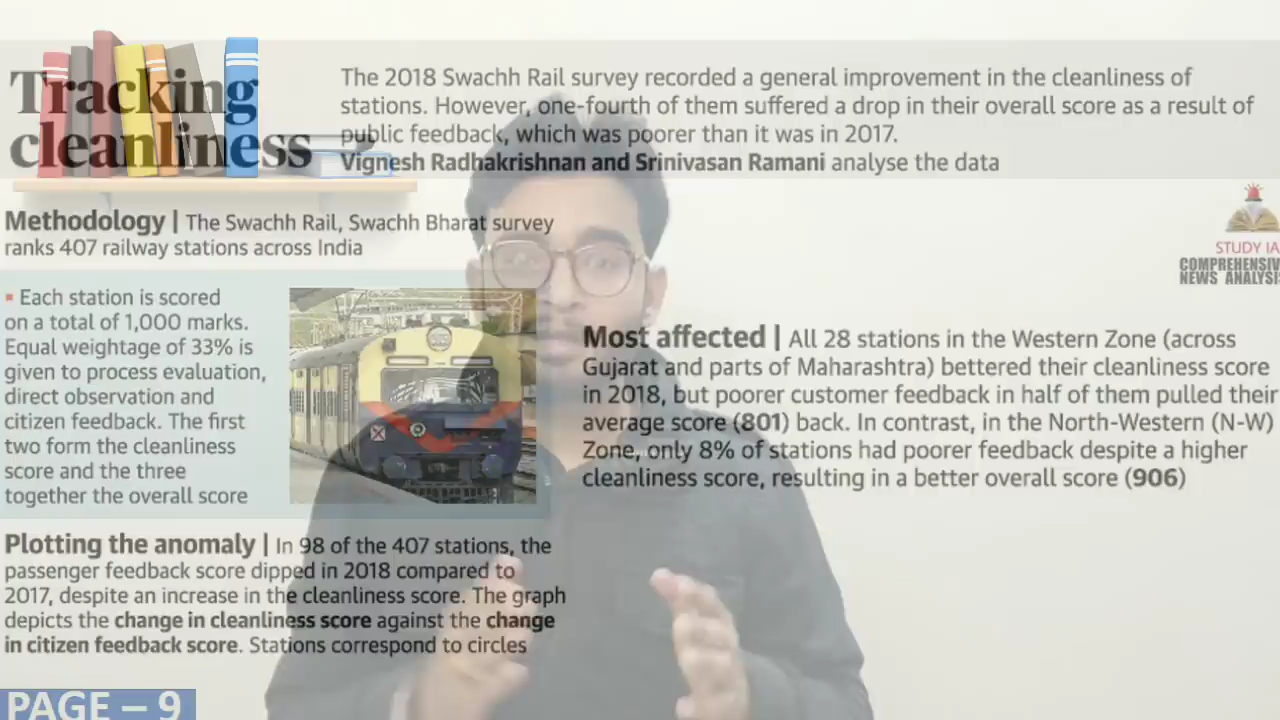 Tracking
cleanliness
The 2018 Swachh Rail survey recorded a general improvement in the cleanliness of
stations. However, one-fourth of them suffered a drop in their overall score as a result of
public feedback, which was poorer than it was in 2017.
Vignesh Radhakrishnan and Srinivasan Ramani analyse the data
Methodology | The Swachh Rail, Swachh Bharat survey
ranks 407 railway stations across India
▪ Each station is scored
on a total of 1,000 marks.
Equal weightage of 33% is
given to process evaluation,
direct observation and
citizen feedback. The first
two form the cleanliness
score and the three
together the overall score
Plotting the anomaly | In 98 of the 407 stations, the
passenger feedback score dipped in 2018 compared to
2017, despite an increase in the cleanliness score. The graph
depicts the change in cleanliness score against the change
in citizen feedback score. Stations correspond to circles
STUDY IA
COMPREHENSIV
NEWS ANALYSI
Most affected | All 28 stations in the Western Zone (across
Gujarat and parts of Maharashtra) bettered their cleanliness score
in 2018, but poorer customer feedback in half of them pulled their
average score (801) back. In contrast, in the North-Western (N-W)
Zone, only 8% of stations had poorer feedback despite a higher
cleanliness score, resulting in a better overall score (906)
PAGE – 9